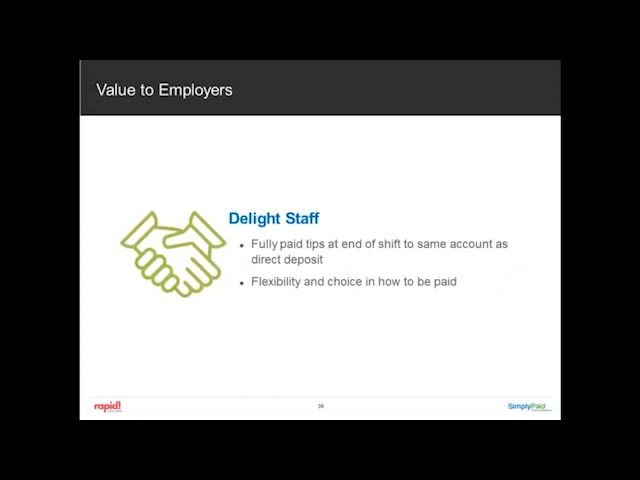 Value to Employers
Delight Staff
• Fully paid tips at end of shift to same account as
direct deposit
• Flexibility and choice in how to be paid
rapid!
36
SimplyPaid